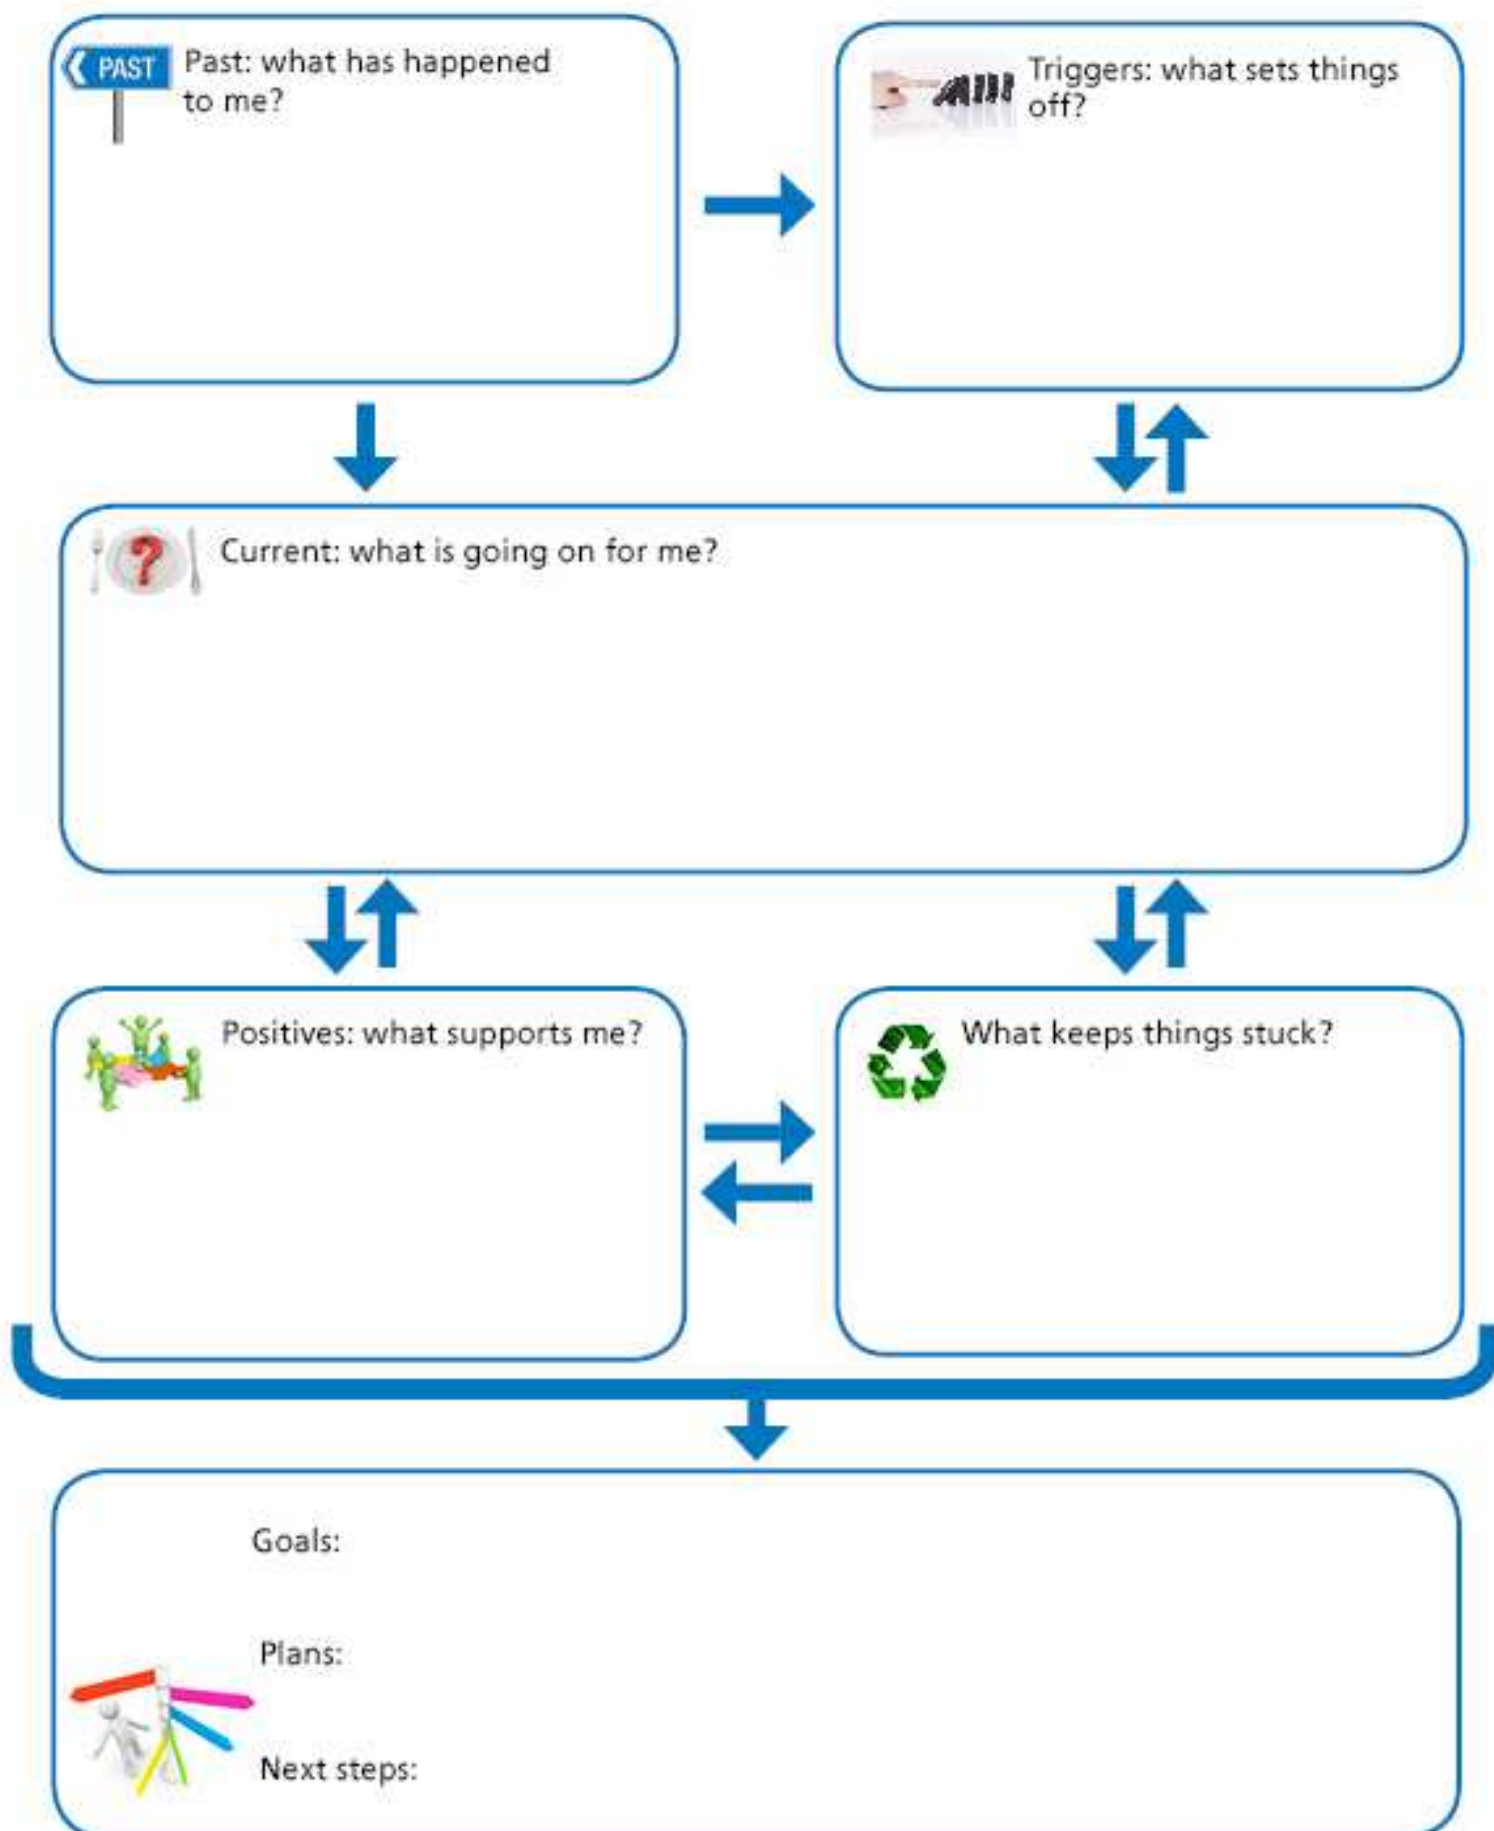 PAST
Past: what has happened
to me?
Triggers: what sets things
off?
?
Current: what is going on for me?
Positives: what supports me?
What keeps things stuck?
Goals:
Plans:
Next steps: